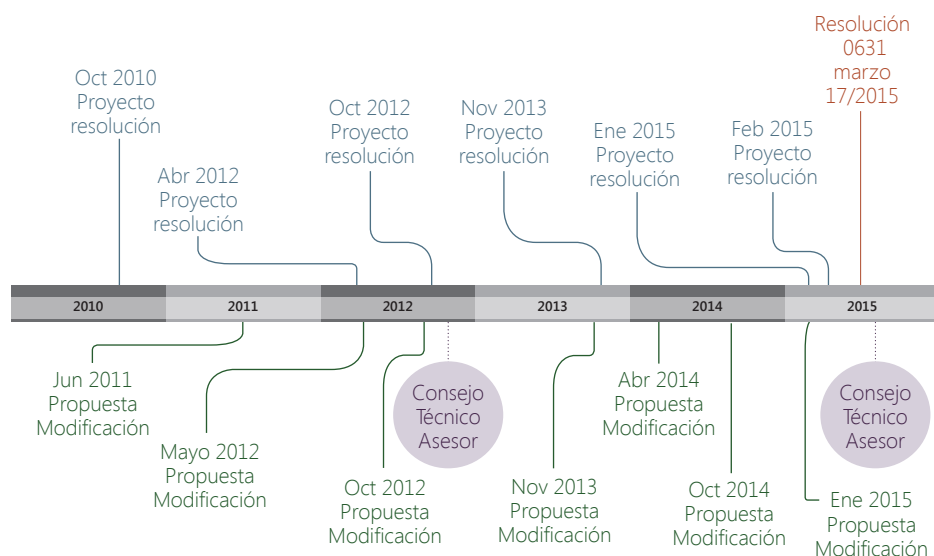 Resolución
0631
marzo
17/2015
Oct 2010
Proyecto
resolución
Abr 2012
Proyecto
resolución
Oct 2012
Proyecto
resolución
Nov 2013
Proyecto
resolución
Ene 2015
Proyecto
resolución
Feb 2015
Proyecto
resolución
2010
2011
2012
2013
2014
2015
Jun 2011
Propuesta
Modificación
Mayo 2012
Propuesta
Modificación
Oct 2012
Propuesta
Modificación
Consejo
Técnico
Asesor
Nov 2013
Propuesta
Modificación
Abr 2014
Propuesta
Modificación
Oct 2014
Propuesta
Modificación
Consejo
Técnico
Asesor
Ene 2015
Propuesta
Modificación